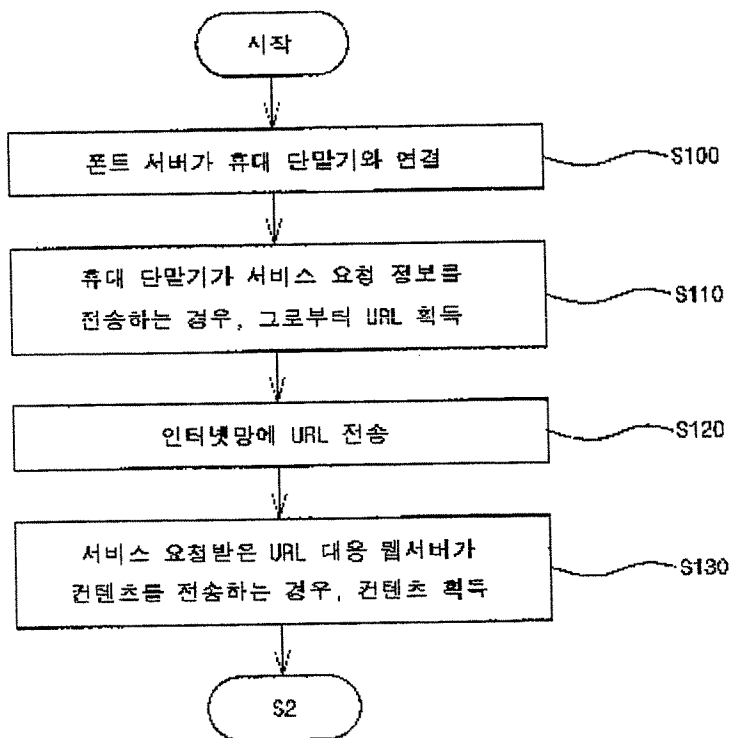 시작
폰트 서버가 휴대 단말기와 연결
S100
휴대 단말기가 서비스 요청 정보를
전송하는 경우, 그로부터 URL 획득
S110
인터넷망에 URL 전송
S120
서비스 요청받은 URL 대응 웹서버가
컨텐츠를 전송하는 경우, 컨텐츠 획득
S130
S2